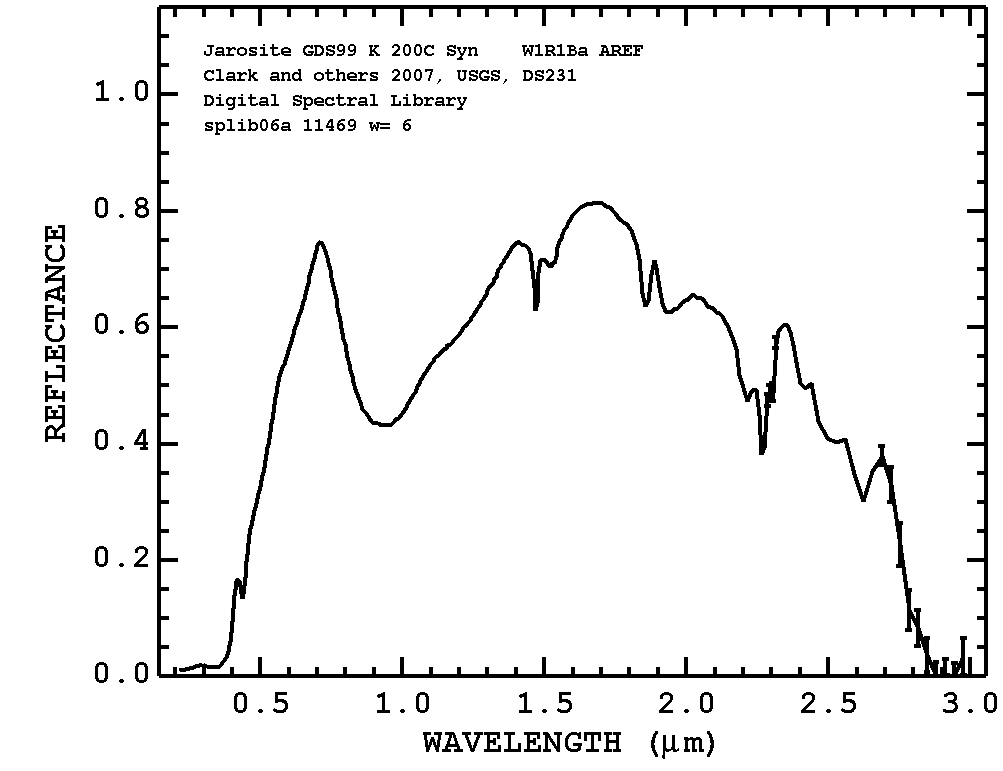 Jarosite GDS99 K 200C Syn    W1R1Ba AREF
Clark and others 2007, USGS, DS231
Digital Spectral Library
splib06a 11469 w= 6
1.0
0.8
0.6
0.4
0.2
0.0
REFLECTANCE
0.5 1.0 1.5 2.0 2.5 3.0
WAVELENGTH (μm)